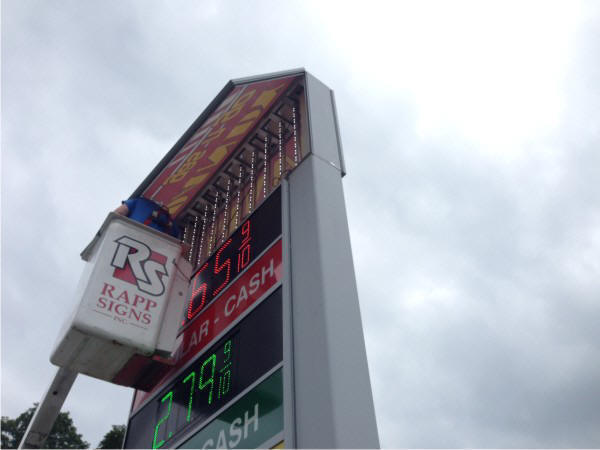 RS
RAPP
SIGNS
INC.
65 9/10
LAR - CASH
2.79 9/10
CASH